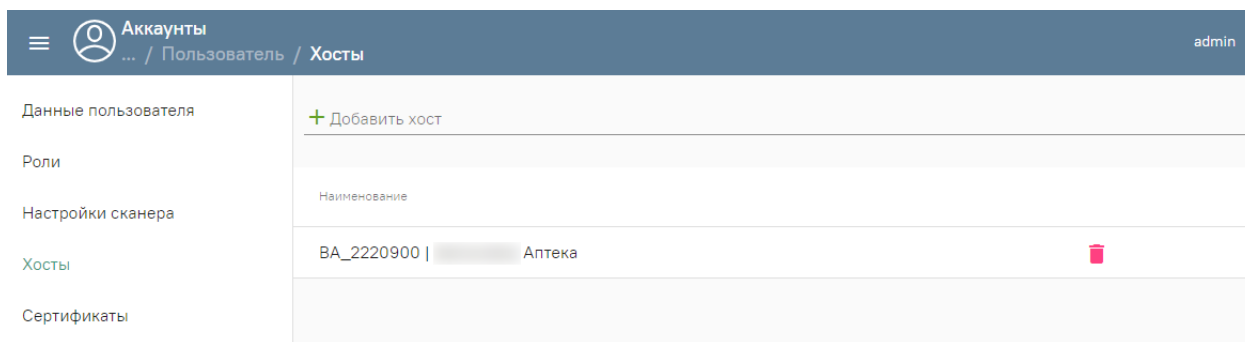 Аккаунты
... / Пользователь / Хосты
admin
Данные пользователя
Роли
Настройки сканера
Хосты
Сертификаты
+ Добавить хост
Наименование
BA_2220900 | Аптека